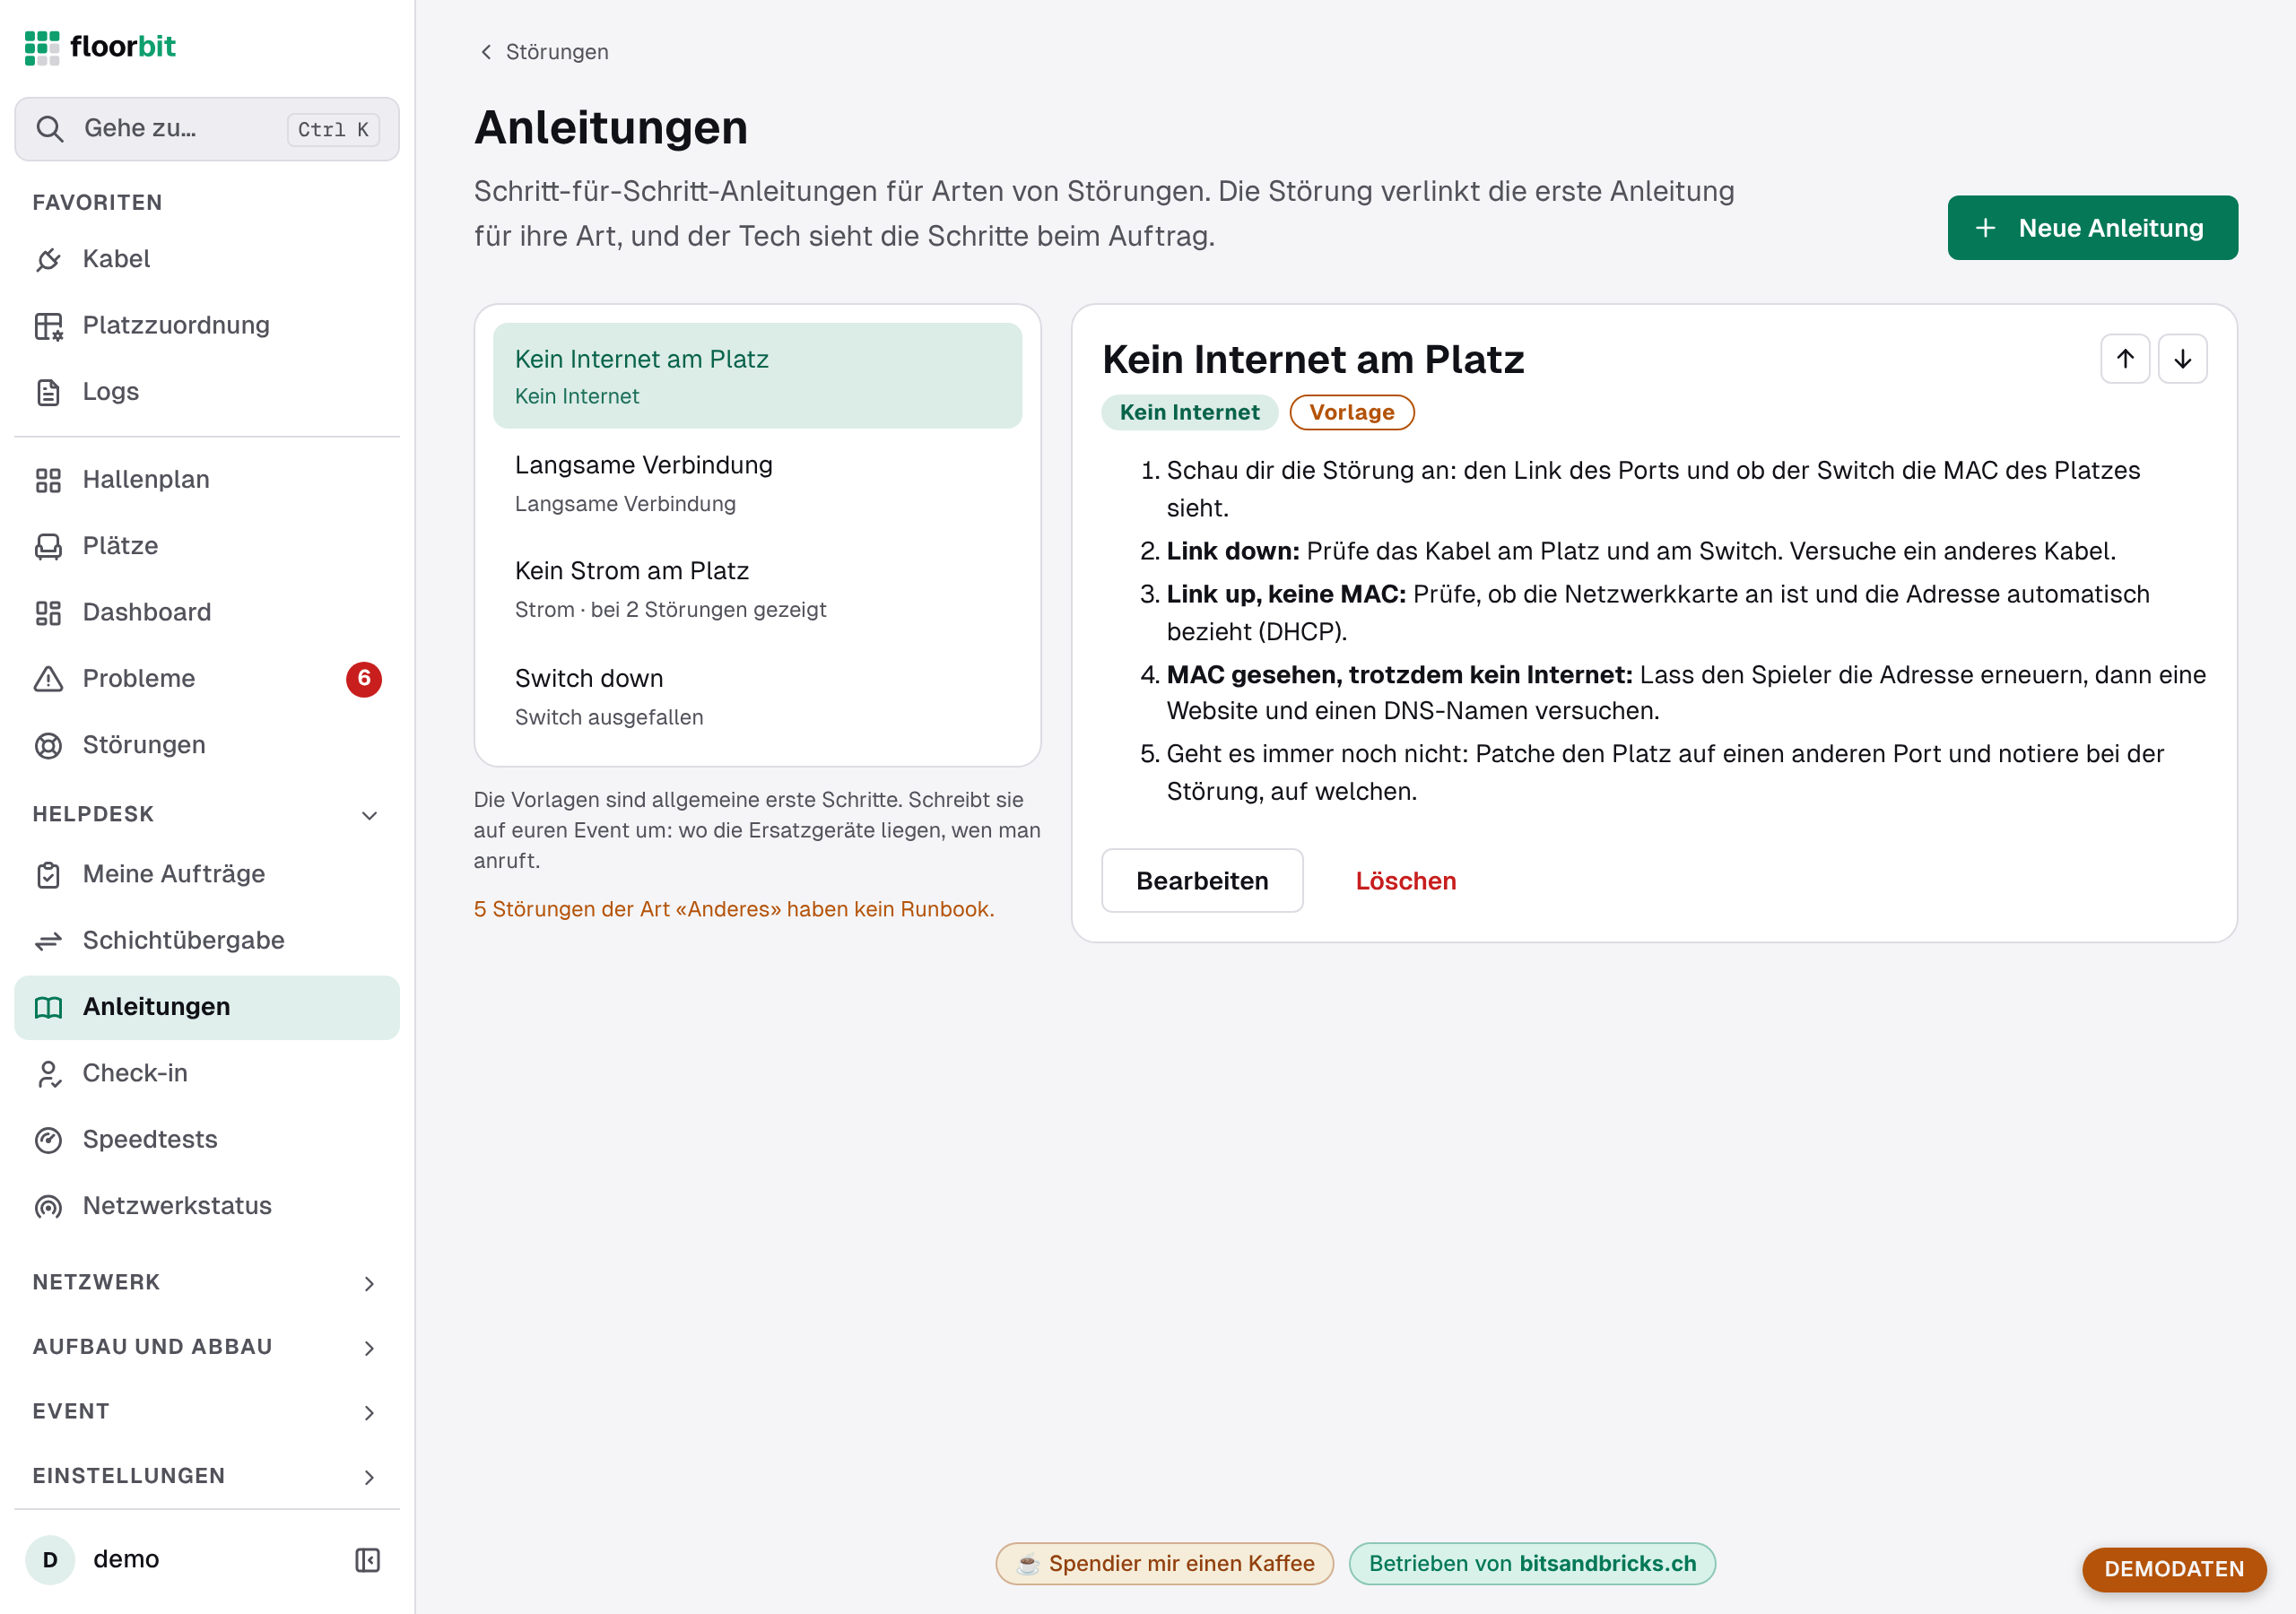 floorbit
Gehe zu...
Ctrl K
FAVORITEN
Kabel
Platzzuordnung
Logs
Hallenplan
Plätze
Dashboard
Probleme
6
Störungen
HELPDESK
Meine Aufträge
Schichtübergabe
Anleitungen
Check-in
Speedtests
Netzwerkstatus
NETZWERK
AUFBAU UND ABBAU
EVENT
EINSTELLUNGEN
D
demo
Störungen
Anleitungen
Schritt-für-Schritt-Anleitungen für Arten von Störungen. Die Störung verlinkt die erste Anleitung
für ihre Art, und der Tech sieht die Schritte beim Auftrag.
Neue Anleitung
Kein Internet am Platz
Kein Internet
Langsame Verbindung
Langsame Verbindung
Kein Strom am Platz
Strom · bei 2 Störungen gezeigt
Switch down
Switch ausgefallen
Die Vorlagen sind allgemeine erste Schritte. Schreibt sie
auf euren Event um: wo die Ersatzgeräte liegen, wen man
anruft.
5 Störungen der Art «Anderes» haben kein Runbook.
Kein Internet am Platz
Kein Internet
Vorlage
1. Schau dir die Störung an: den Link des Ports und ob der Switch die MAC des Platzes
sieht.
2. Link down: Prüfe das Kabel am Platz und am Switch. Versuche ein anderes Kabel.
3. Link up, keine MAC: Prüfe, ob die Netzwerkkarte an ist und die Adresse automatisch
bezieht (DHCP).
4. MAC gesehen, trotzdem kein Internet: Lass den Spieler die Adresse erneuern, dann eine
Website und einen DNS-Namen versuchen.
5. Geht es immer noch nicht: Patche den Platz auf einen anderen Port und notiere bei der
Störung, auf welchen.
Bearbeiten
Löschen
Spendier mir einen Kaffee
Betrieben von bitsandbricks.ch
DEMODATEN